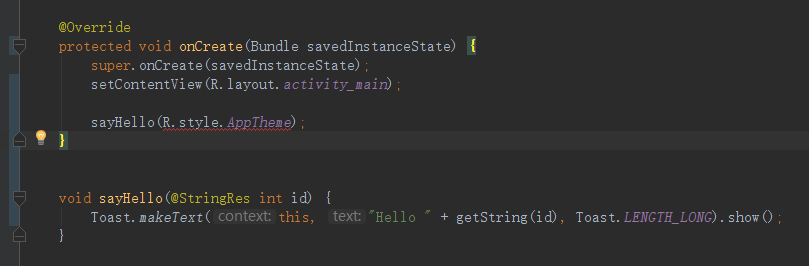 @Override
protected void onCreate(Bundle savedInstanceState) {
super.onCreate(savedInstanceState);
setContentView(R.layout.activity_main);
sayHello(R.style.AppTheme);
}
void sayHello(@StringRes int id) {
Toast.makeText( context: this, text: "Hello " + getString(id), Toast.LENGTH_LONG).show();
}